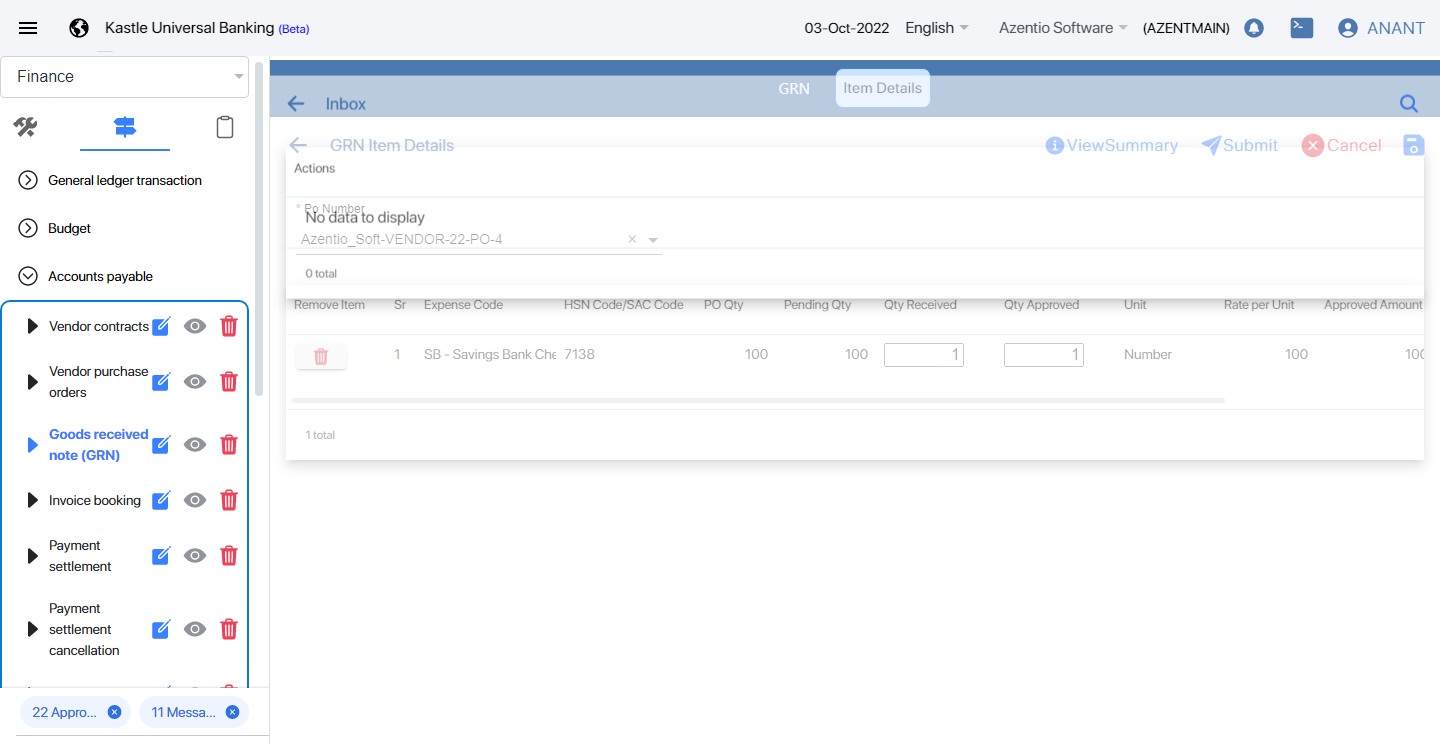 Kastle Universal Banking (Beta)
03-Oct-2022
English
Azentio Software
(AZENTMAIN)
ANANT
Finance
General ledger transaction
Budget
Accounts payable
Vendor contracts
Vendor purchase
orders
Goods received
note (GRN)
Invoice booking
Payment
settlement
Payment
settlement
cancellation
22 Appro...
11 Messa...
GRN
Item Details
Inbox
GRN Item Details
ViewSummary
Submit
Cancel
Actions
* Po Number
No data to display
Azentio_Soft-VENDOR-22-PO-4
0 total
Remove Item Sr Expense Code HSN Code/SAC Code PO Qty Pending Qty Qty Received Qty Approved Unit Rate per Unit Approved Amount
1 SB - Savings Bank Che 7138 100 100 1 1 Number 100 100
1 total